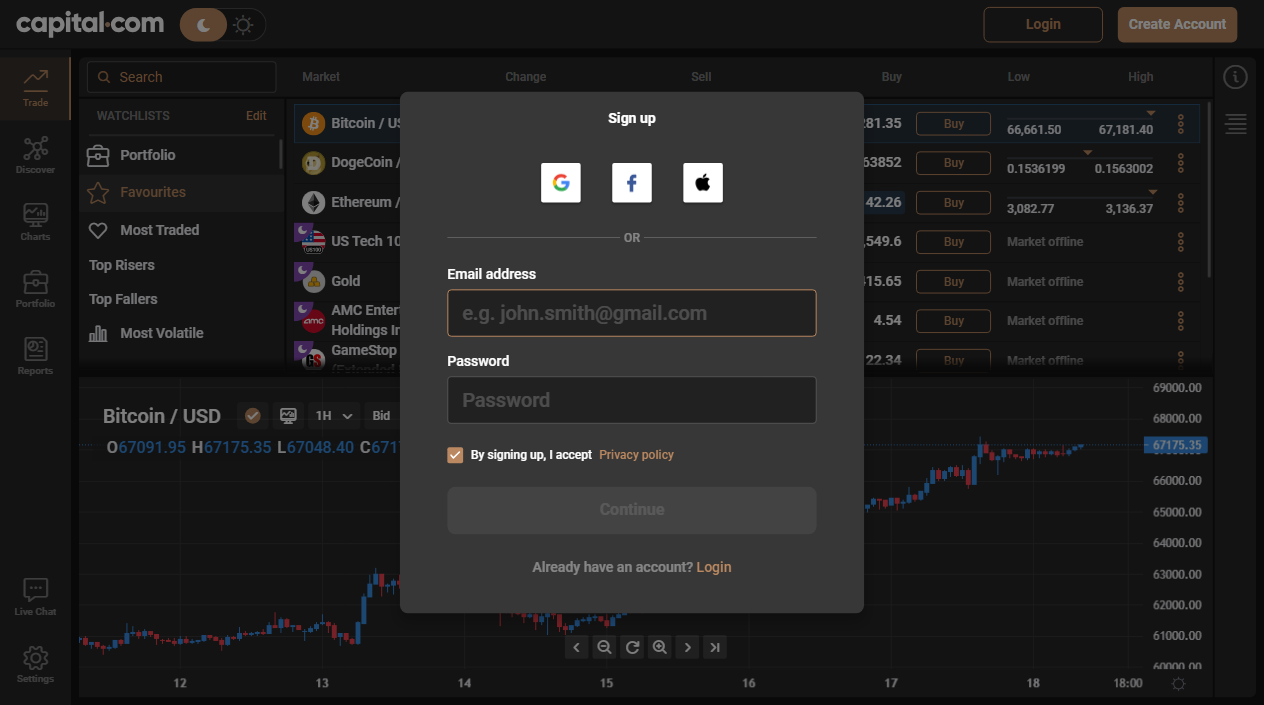 capital.com
Login
Create Account
Trade
Discover
Charts
Portfolio
Reports
Live Chat
Settings
Search
WATCHLISTS Edit
Portfolio
Favourites
Most Traded
Top Risers
Top Fallers
Most Volatile
Market Change Sell Buy Low High
Bitcoin / US 281.35 Buy 66,661.50 67,181.40
DogeCoin / 63852 Buy 0.1536199 0.1563002
Ethereum / 42.26 Buy 3,082.77 3,136.37
US Tech 10 ,549.6 Buy Market offline
Gold 15.65 Buy Market offline
AMC Enter
Holdings In 4.54 Buy Market offline
GameStop 22.34 Buy Market offline
(Extended
Sign up
OR
Email address
e.g. john.smith@gmail.com
Password
Password
By signing up, I accept Privacy policy
Continue
Already have an account? Login
Bitcoin / USD 1H Bid
O67091.95 H67175.35 L67048.40 C671
69000.00
68000.00
67175.35
66000.00
65000.00
64000.00
63000.00
62000.00
61000.00
60000.00
12 13 14 15 16 17 18 18:00